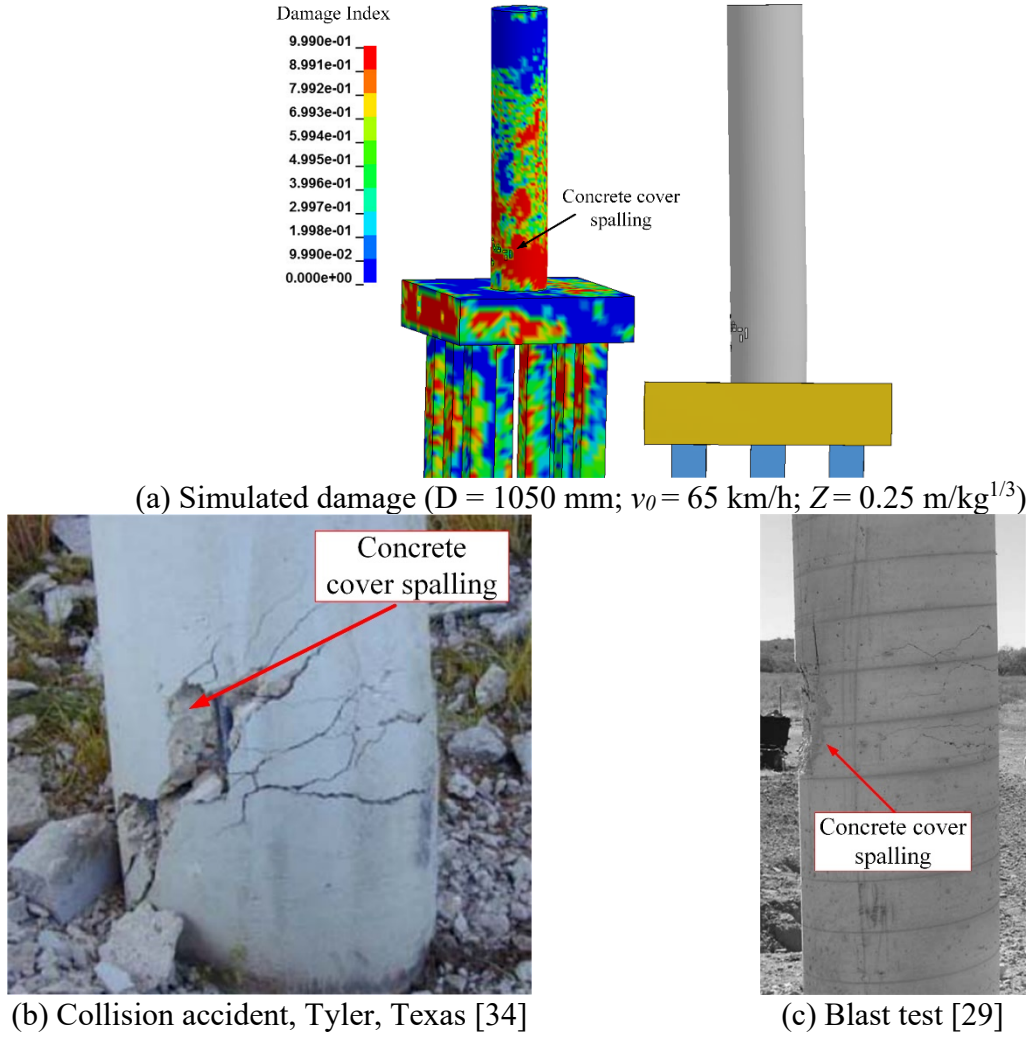 Damage Index
9.990e-01
8.991e-01
7.992e-01
6.993e-01
5.994e-01
4.995e-01
3.996e-01
2.997e-01
1.998e-01
9.990e-02
0.000e+00
Concrete cover
spalling
(a) Simulated damage (D = 1050 mm; v₀ = 65 km/h; Z = 0.25 m/kg¹ᐟ³)
Concrete
cover spalling
Concrete cover
spalling
(b) Collision accident, Tyler, Texas [34]
(c) Blast test [29]